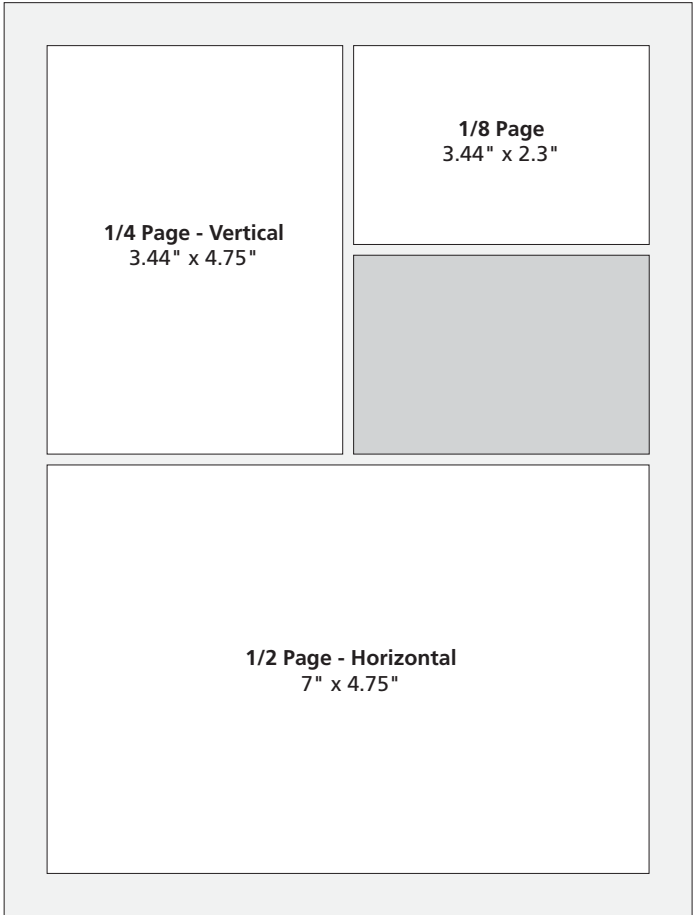 1/4 Page - Vertical
3.44" x 4.75"
1/8 Page
3.44" x 2.3"
1/2 Page - Horizontal
7" x 4.75"